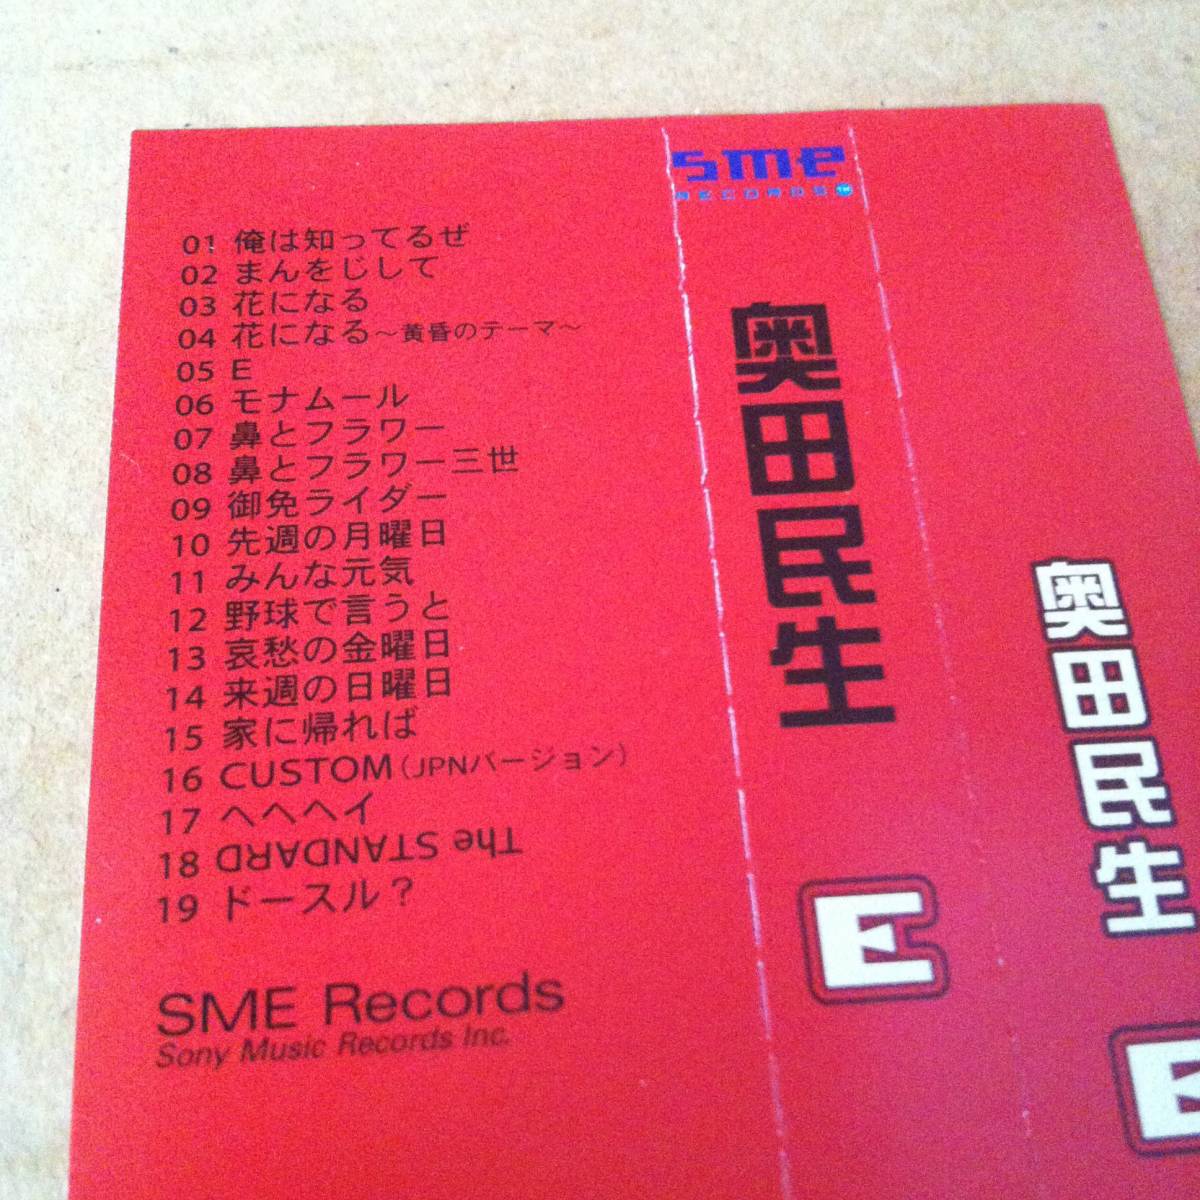 01 俺は知ってるぜ
02 まんをじして
03 花になる
04 花になる～黄昏のテーマ～
05 E
06 モナムール
07 鼻とフラワー
08 鼻とフラワー三世
09 御免ライダー
10 先週の月曜日
11 みんな元気
12 野球で言うと
13 哀愁の金曜日
14 来週の日曜日
15 家に帰れば
16 CUSTOM(JPNバージョン)
17 ヘヘヘイ
18 The STANDARD
19 ドースル？
SME Records
Sony Music Records Inc.
sme
RECORDS TM
奥田民生
E
奥田民生
E